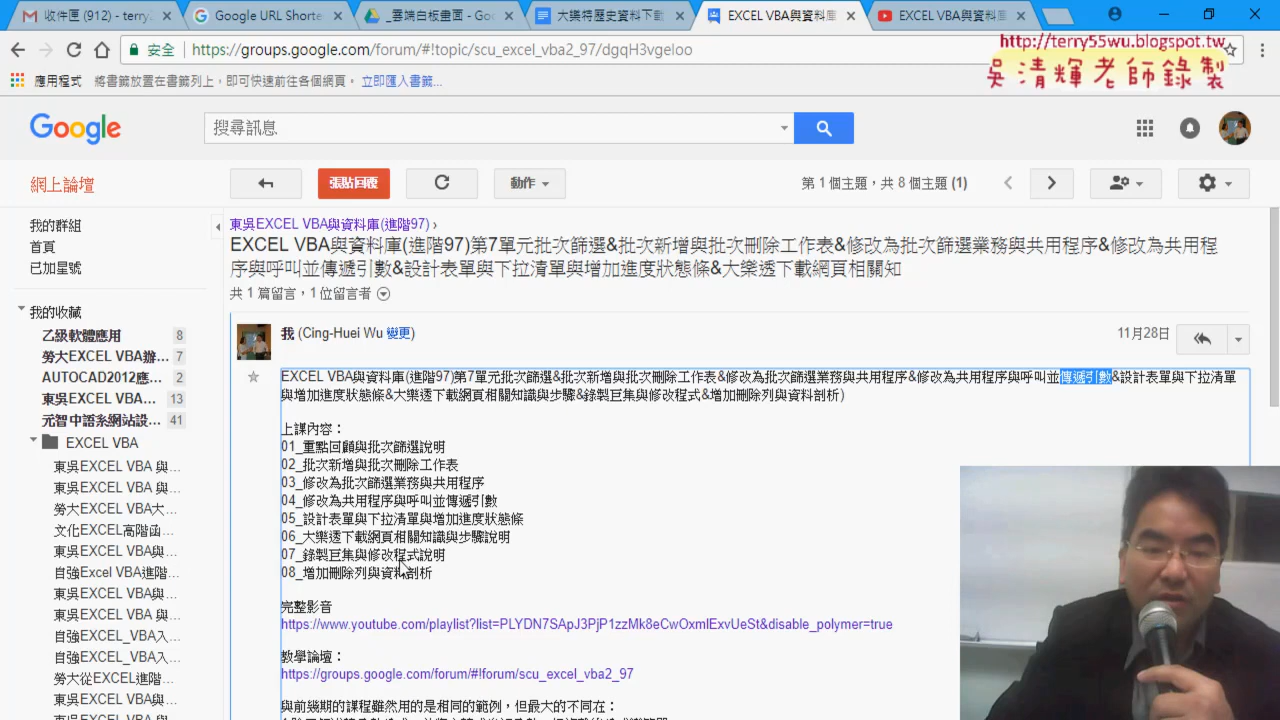 收件匣 (912) - terry
Google URL Shorte
_雲端白板畫面 - Goo
大樂特歷史資料下載
EXCEL VBA與資料庫
EXCEL VBA與資料庫
安全
https://groups.google.com/forum/#!topic/scu_excel_vba2_97/dgqH3vgeloo
http://terry55wu.blogspot.tw
吳清輝老師錄製
應用程式
將書籤放置在書籤列上，即可快速前往各個網頁。
立即匯入書籤...
Google
搜尋訊息
網上論壇
張貼回覆
動作
第 1 個主題，共 8 個主題 (1)
我的群組
首頁
已加星號
我的收藏
乙級軟體應用 8
勞大EXCEL VBA辦... 7
AUTOCAD2012應... 2
東吳EXCEL VBA... 13
元智中語系網站設... 41
EXCEL VBA
東吳EXCEL VBA 與...
東吳EXCEL VBA 與...
勞大EXCEL VBA大...
文化EXCEL高階函...
東吳EXCEL VBA與...
自強Excel VBA進階...
東吳EXCEL VBA與...
東吳EXCEL VBA 與...
自強EXCEL_VBA入...
自強EXCEL_VBA入...
勞大從EXCEL進階...
東吳EXCEL VBA與...
東吳EXCEL VBA與資料庫(進階97) ›
EXCEL VBA與資料庫(進階97)第7單元批次篩選&批次新增與批次刪除工作表&修改為批次篩選業務與共用程序&修改為共用程
序與呼叫並傳遞引數&設計表單與下拉清單與增加進度狀態條&大樂透下載網頁相關知
共 1 篇留言，1 位留言者
我 (Cing-Huei Wu 變更)
11月28日
EXCEL VBA與資料庫(進階97)第7單元批次篩選&批次新增與批次刪除工作表&修改為批次篩選業務與共用程序&修改為共用程序與呼叫並傳遞引數&設計表單與下拉清單
與增加進度狀態條&大樂透下載網頁相關知識與步驟&錄製巨集與修改程式&增加刪除列與資料剖析)
上課內容：
01_重點回顧與批次篩選說明
02_批次新增與批次刪除工作表
03_修改為批次篩選業務與共用程序
04_修改為共用程序與呼叫並傳遞引數
05_設計表單與下拉清單與增加進度狀態條
06_大樂透下載網頁相關知識與步驟說明
07_錄製巨集與修改程式說明
08_增加刪除列與資料剖析
完整影音
https://www.youtube.com/playlist?list=PLYDN7SApJ3PjP1zzMk8eCwOxmlExvUeSt&disable_polymer=true
教學論壇：
https://groups.google.com/forum/#!forum/scu_excel_vba2_97
與前幾期的課程雖然用的是相同的範例，但最大的不同在：